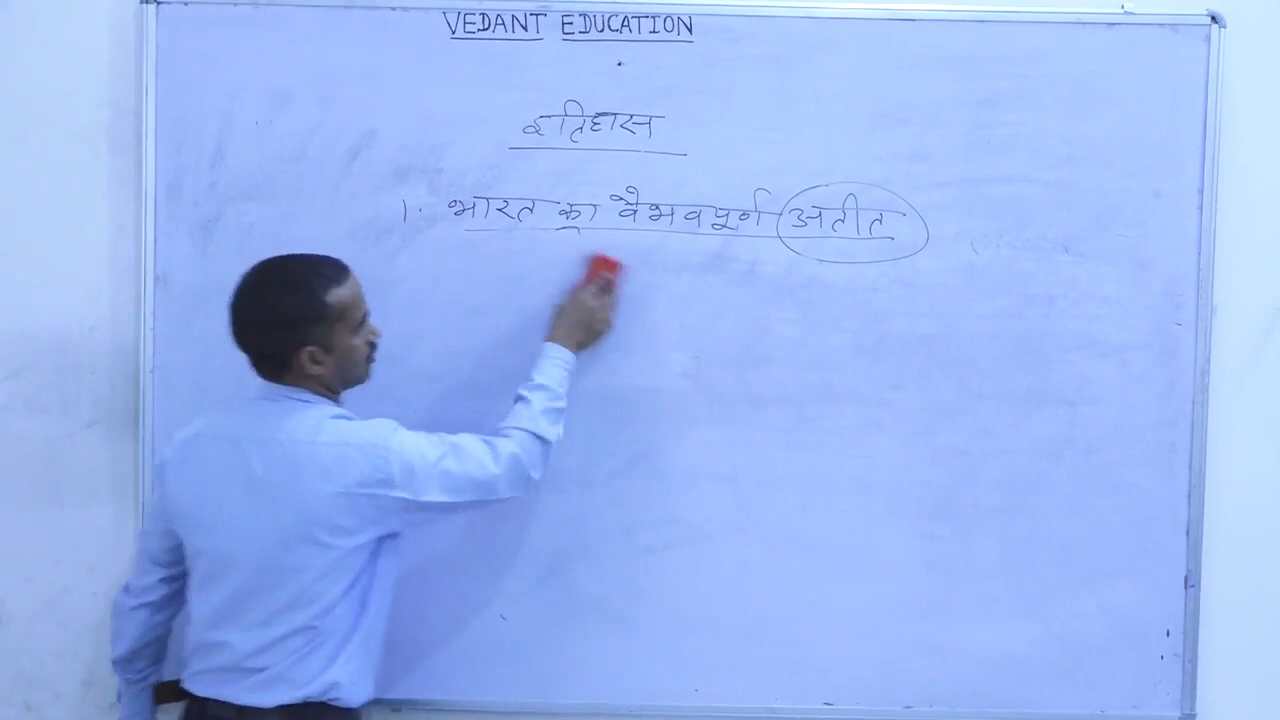 VEDANT EDUCATION
इतिहास
1. भारत का वैभवपूर्ण अतीत